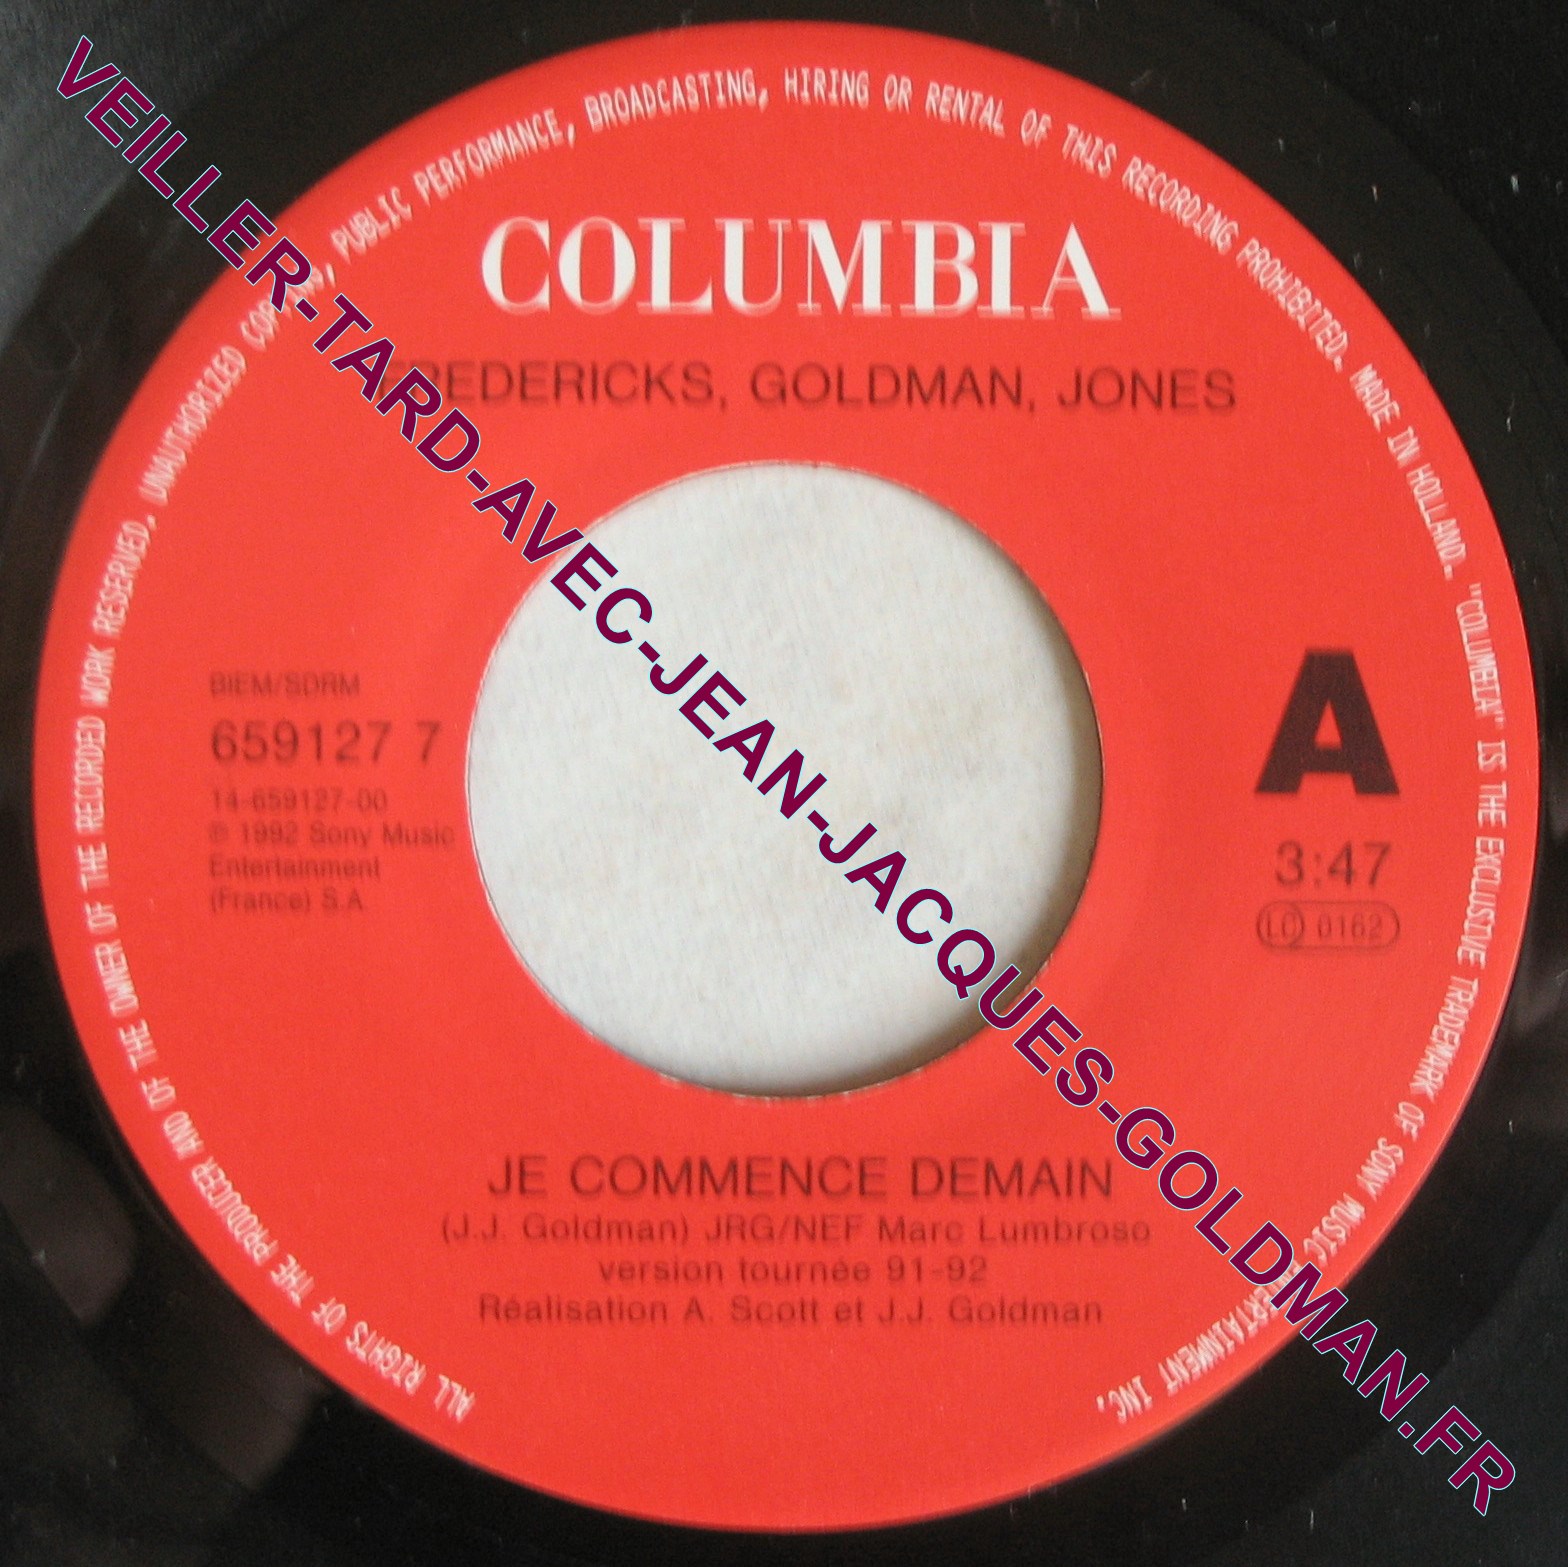 VEILLER-TARD-AVEC-JEAN-JACQUES-GOLDMAN.FR
ALL RIGHTS OF THE PRODUCER AND OF THE OWNER OF THE RECORDED WORK RESERVED, UNAUTHORIZED PUBLIC PERFORMANCE, BROADCASTING, HIRING OR RENTAL OF THIS RECORDING PROHIBITED. MADE IN HOLLAND. "COLUMBIA" IS THE EXCLUSIVE TRADEMARK OF SONY MUSIC INC.
COLUMBIA
FREDERICKS, GOLDMAN, JONES
BIEM/SDRM
659127 7
14-659127-00
℗ 1992 Sony Music
Entertainment
(France) S.A.
A
3:47
LC 0162
JE COMMENCE DEMAIN
(J.J. Goldman) JRG/NEF Marc Lumbroso
version tournée 91-92
Réalisation A. Scott et J.J. Goldman